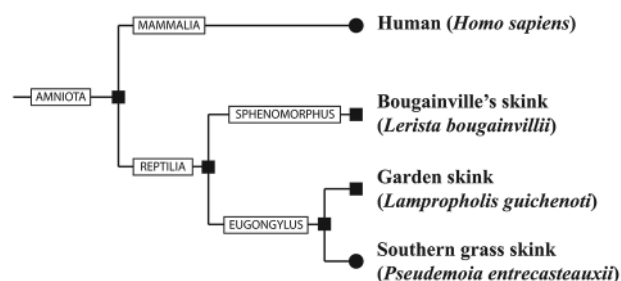 MAMMALIA
Human (Homo sapiens)
AMNIOTA
SPHENOMORPHUS
Bougainville’s skink
(Lerista bougainvillii)
REPTILIA
Garden skink
(Lampropholis guichenoti)
EUGONGYLUS
Southern grass skink
(Pseudemoia entrecasteauxii)